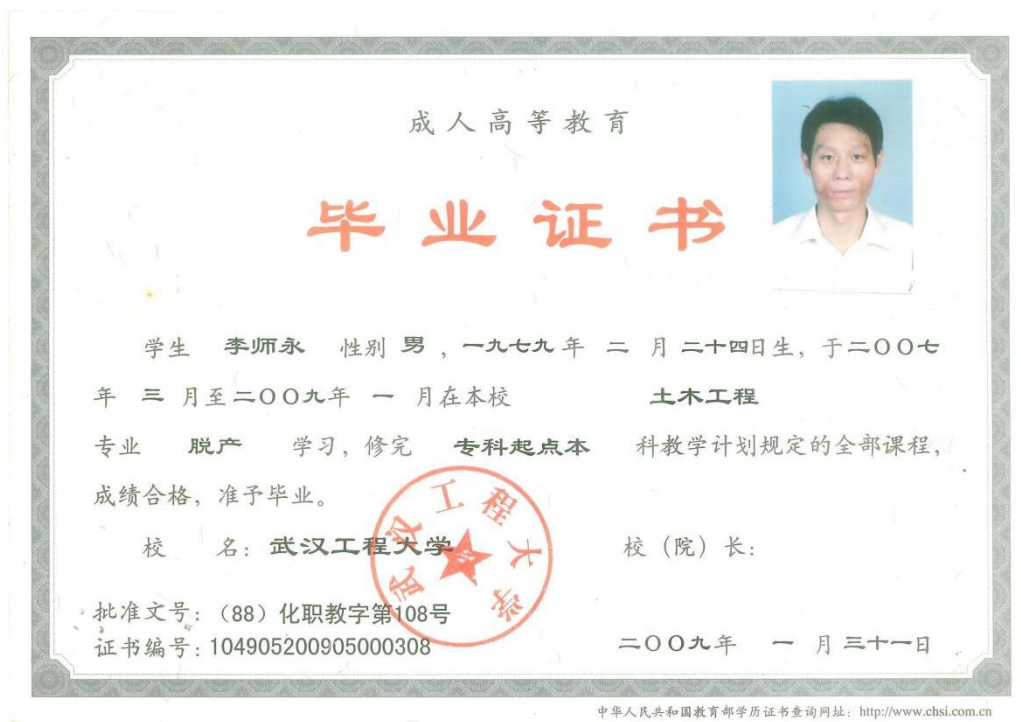 成人高等教育
毕业证书
学生 李师永 性别 男 ，一九七九 年 二 月 二十四日生，于二〇〇七
年 三 月至二〇〇九年 一 月在本校 土木工程
专业 脱产 学习，修完 专科起点本 科教学计划规定的全部课程，
成绩合格，准予毕业。
校 名：武汉工程大学 校（院）长：
武汉工程大学
批准文号：（88）化职教字第108号
证书编号：104905200905000308 二〇〇九年 一 月 三十一日
中华人民共和国教育部学历证书查询网址：http://www.chsi.com.cn